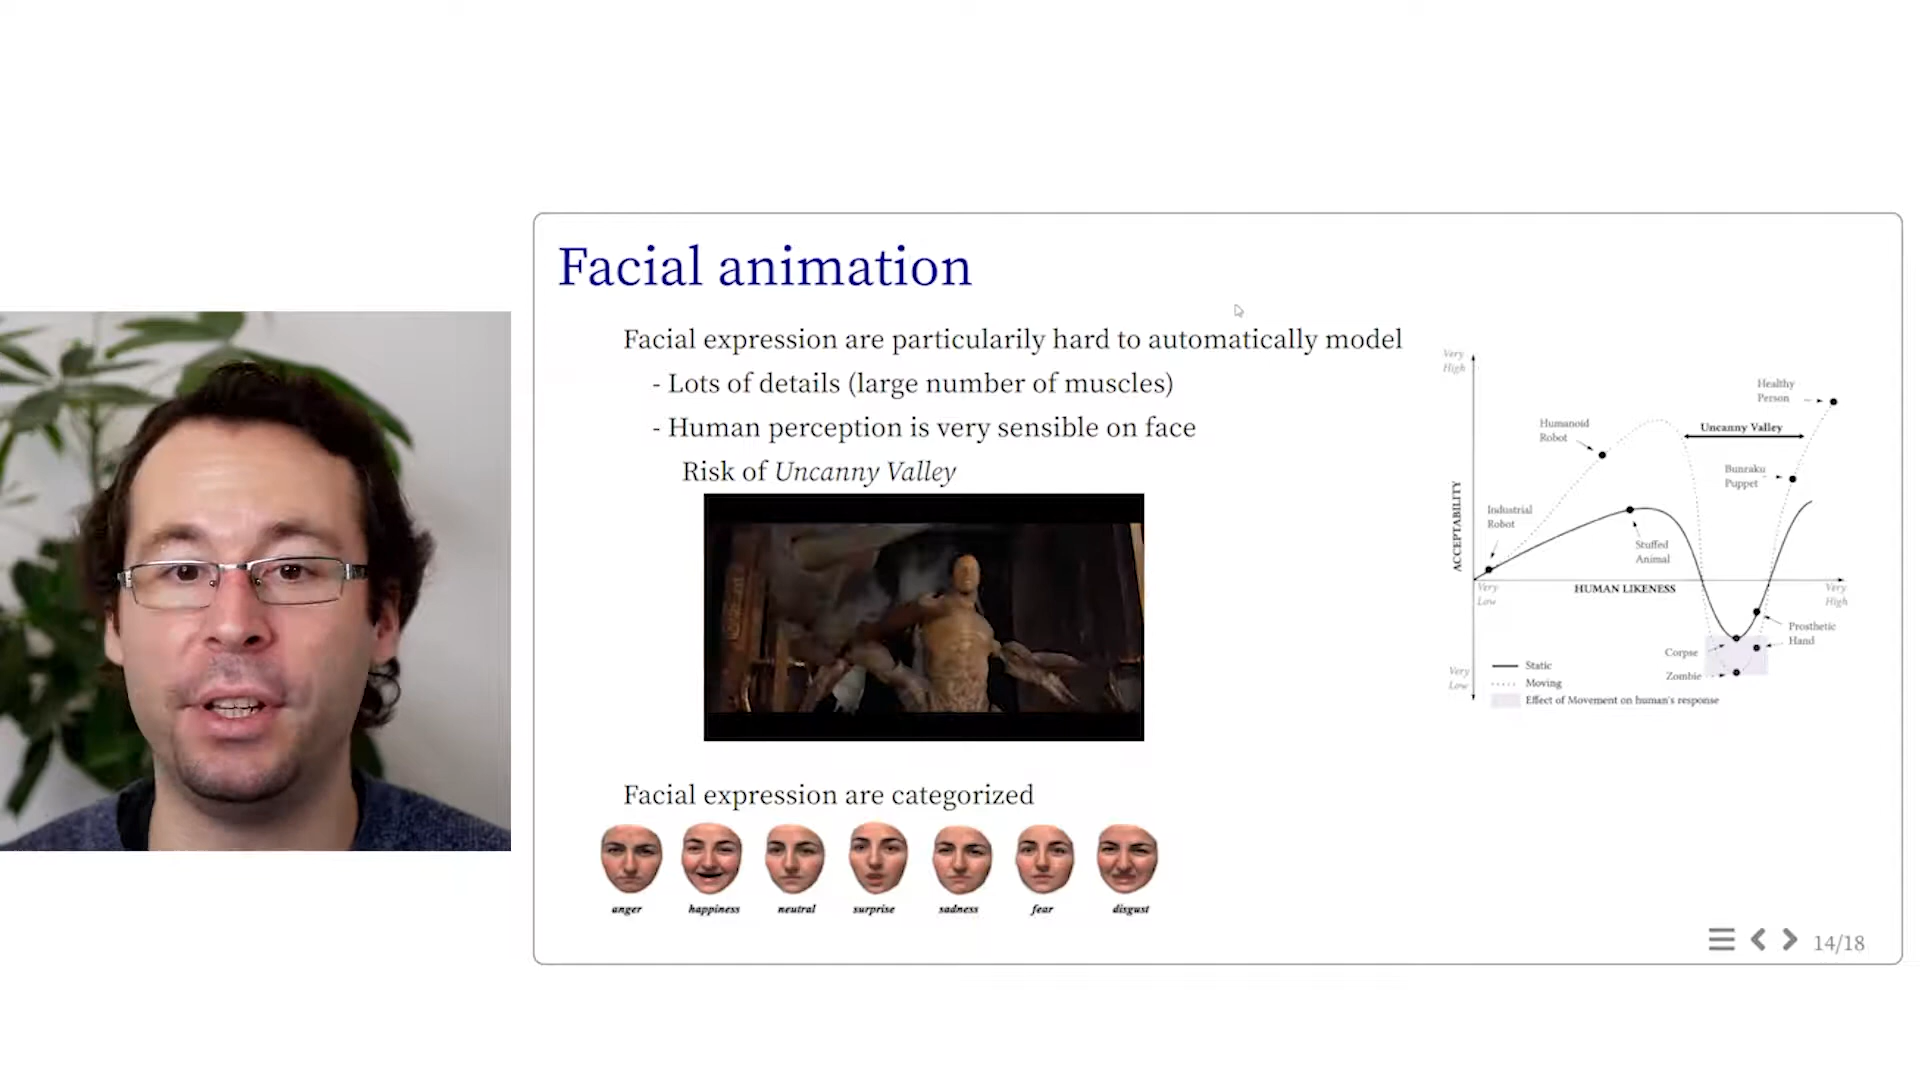 Facial animation
Facial expression are particularily hard to automatically model
- Lots of details (large number of muscles)
- Human perception is very sensible on face
Risk of Uncanny Valley
Facial expression are categorized
anger happiness neutral surprise sadness fear disgust
Very
High
Healthy
Person
Humanoid
Robot
Uncanny Valley
Bunraku
Puppet
Industrial
Robot
ACCEPTABILITY
Stuffed
Animal
Very
Low
HUMAN LIKENESS
Very
High
Prosthetic
Hand
Corpse
Zombie
Very
Low
Static
Moving
Effect of Movement on human's response
14/18